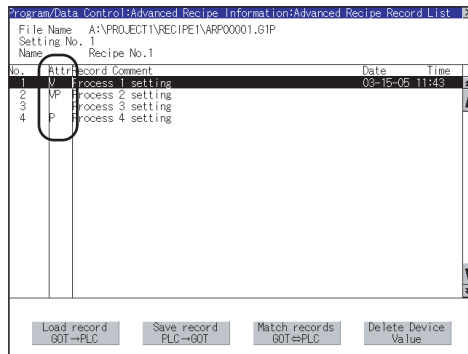 Program/Data Control:Advanced Recipe Information:Advanced Recipe Record List
File Name A:\PROJECT1\RECIPE1\ARP00001.G1P
Setting No. 1
Name Recipe No.1
No. Attr Record Comment Date Time
1 V Process 1 setting 03-15-05 11:43
2 VP Process 2 setting
3 Process 3 setting
4 P Process 4 setting
Load record GOT→PLC
Save record PLC→GOT
Match records GOT⇔PLC
Delete Device Value